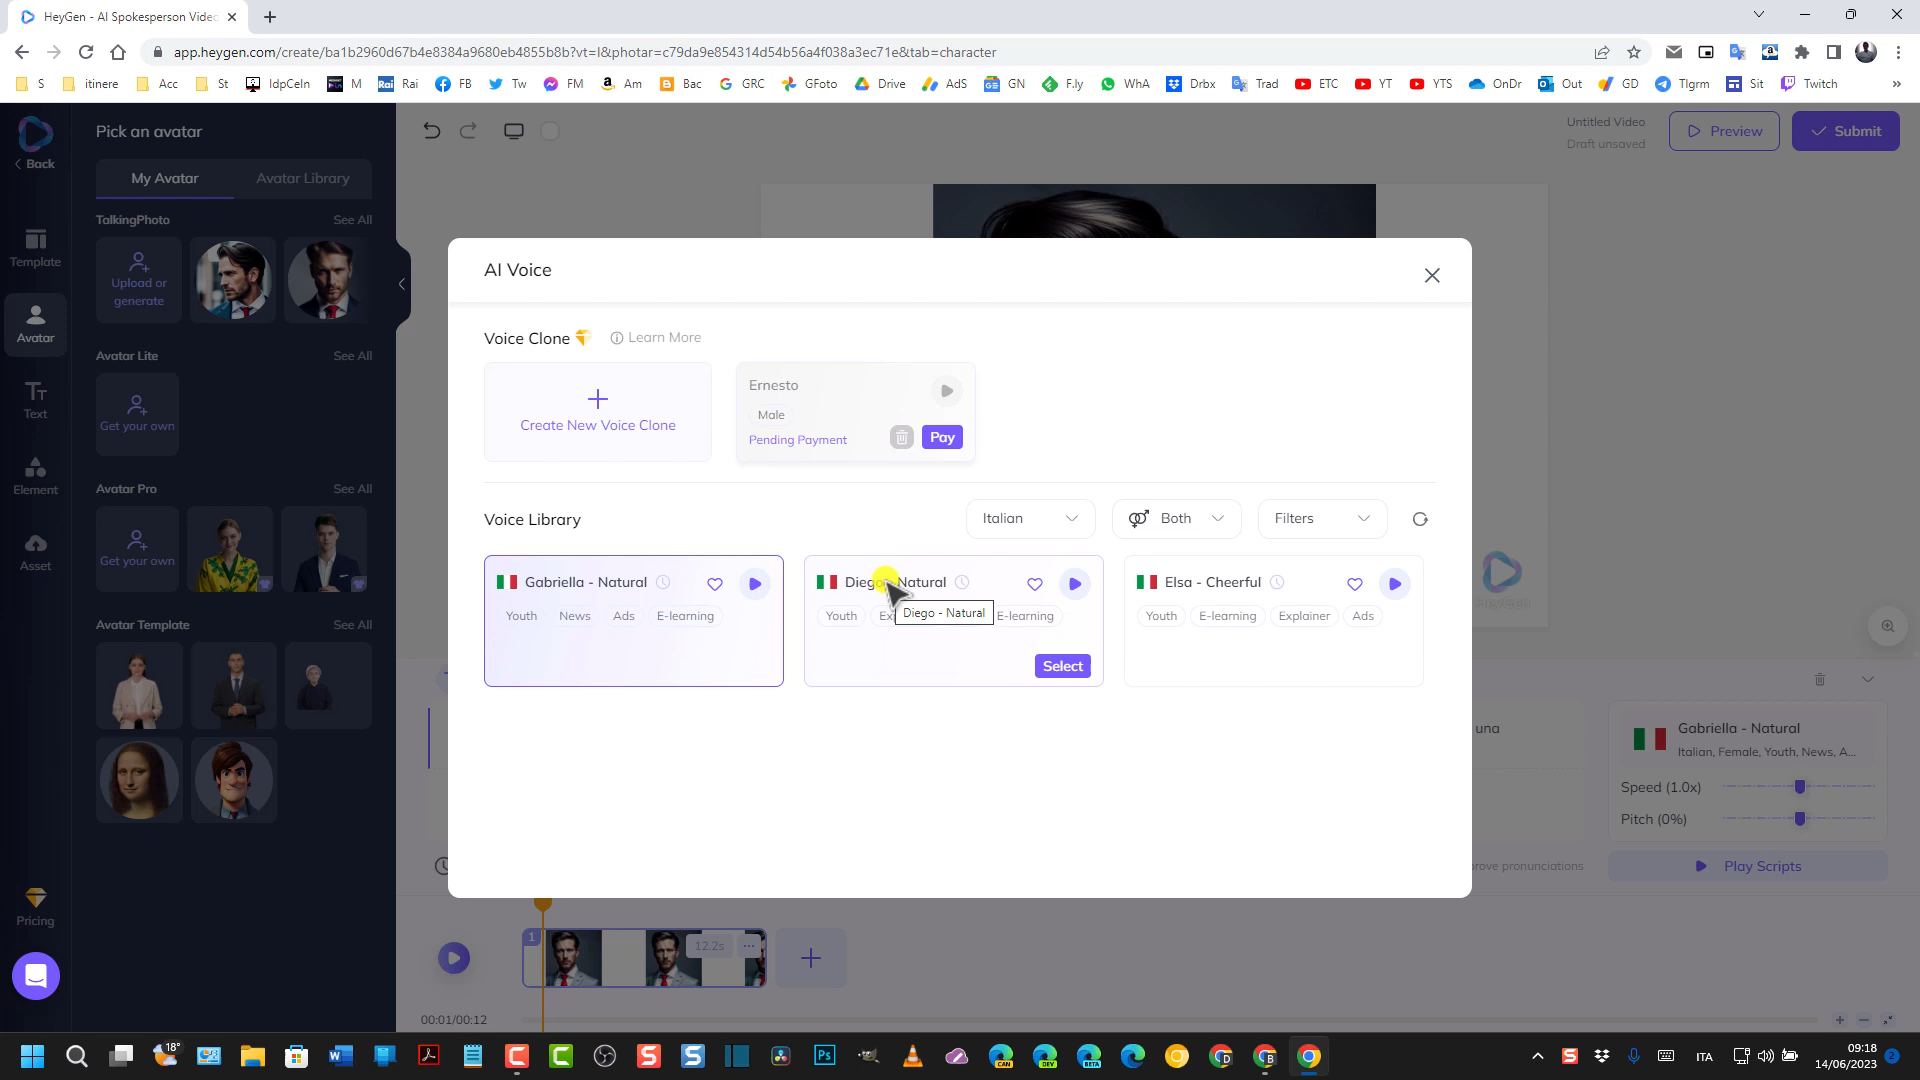 HeyGen - AI Spokesperson Video
app.heygen.com/create/ba1b2960d67b4e8384a9680eb4855b8b?vt=l&photar=c79da9e854314d54b56a4f038a3ec71e&tab=character
S itinere Acc St IdpCeIn M Rai FB Tw FM Am Bac GRC GFoto Drive AdS GN F.ly WhA Drbx Trad ETC YT YTS OnDr Out GD Tlgrm Sit Twitch »
Back
Template
Avatar
Text
Element
Asset
Pricing
Pick an avatar
My Avatar Avatar Library
TalkingPhoto See All
Upload or
generate
Avatar Lite See All
Get your own
Avatar Pro See All
Get your own
Avatar Template See All
Untitled Video
Draft unsaved
Preview Submit
AI Voice
Voice Clone Learn More
Create New Voice Clone
Ernesto
Male
Pending Payment Pay
Voice Library Italian Both Filters
Gabriella - Natural
Youth News Ads E-learning
Natural
Diego - Natural
Youth E-learning
Select
Elsa - Cheerful
Youth E-learning Explainer Ads
HeyGen
una
Gabriella - Natural
Italian, Female, Youth, News, A...
Speed (1.0x)
Pitch (0%)
rove pronunciations
Play Scripts
1 12.2s
00:01/00:12
18°
CAN DEV BETA
ITA
09:18
14/06/2023
2